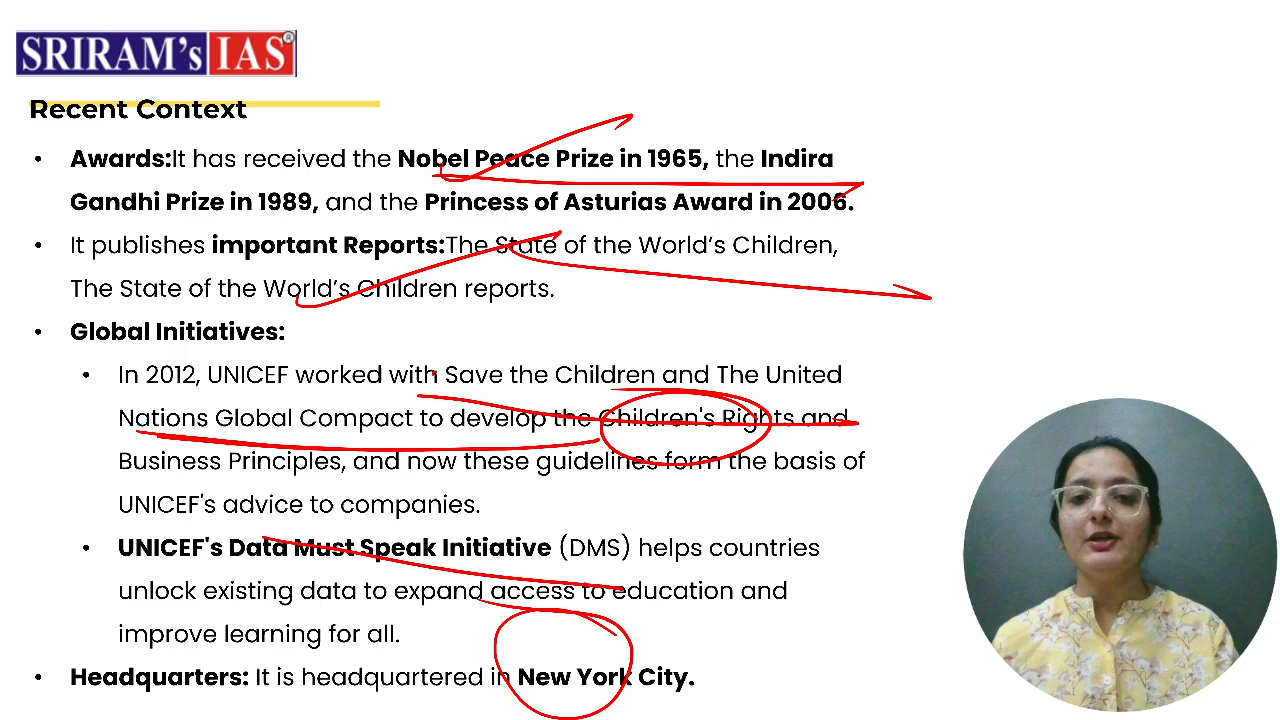 SRIRAM's IAS®
Recent Context
• Awards:It has received the Nobel Peace Prize in 1965, the Indira
Gandhi Prize in 1989, and the Princess of Asturias Award in 2006.
• It publishes important Reports:The State of the World's Children,
The State of the World's Children reports.
• Global Initiatives:
• In 2012, UNICEF worked with Save the Children and The United
Nations Global Compact to develop the Children's Rights and
Business Principles, and now these guidelines form the basis of
UNICEF's advice to companies.
• UNICEF's Data Must Speak Initiative (DMS) helps countries
unlock existing data to expand access to education and
improve learning for all.
• Headquarters: It is headquartered in New York City.